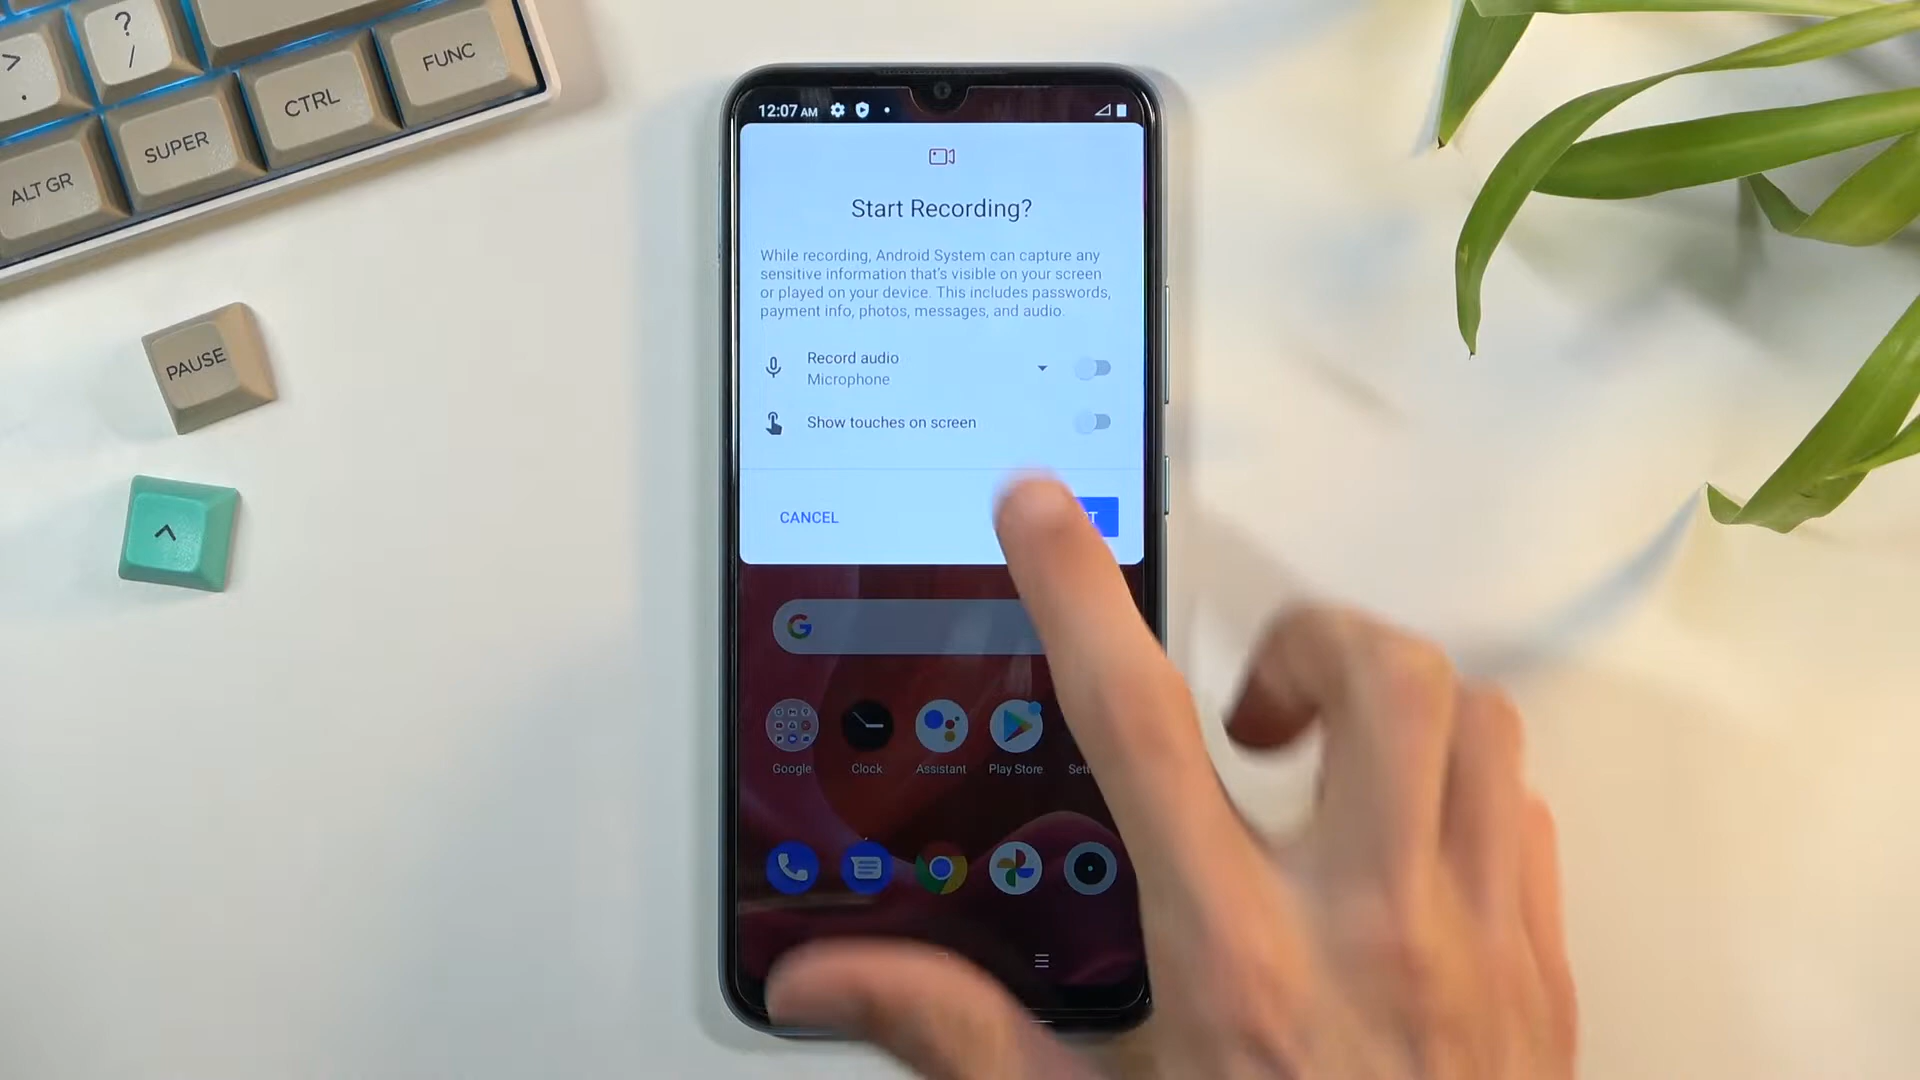 ?
/
>
.
FUNC
CTRL
SUPER
ALT GR
PAUSE
^
12:07 AM
Start Recording?
While recording, Android System can capture any
sensitive information that's visible on your screen
or played on your device. This includes passwords,
payment info, photos, messages, and audio.
Record audio
Microphone
Show touches on screen
CANCEL
G
Google Clock Assistant Play Store